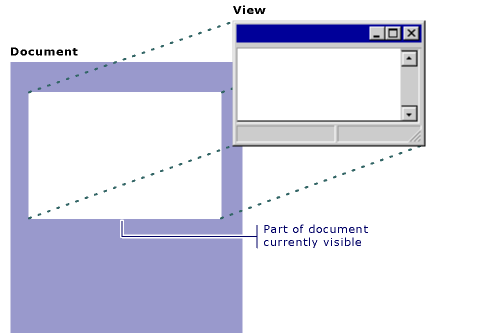 View
Document
Part of document
currently visible